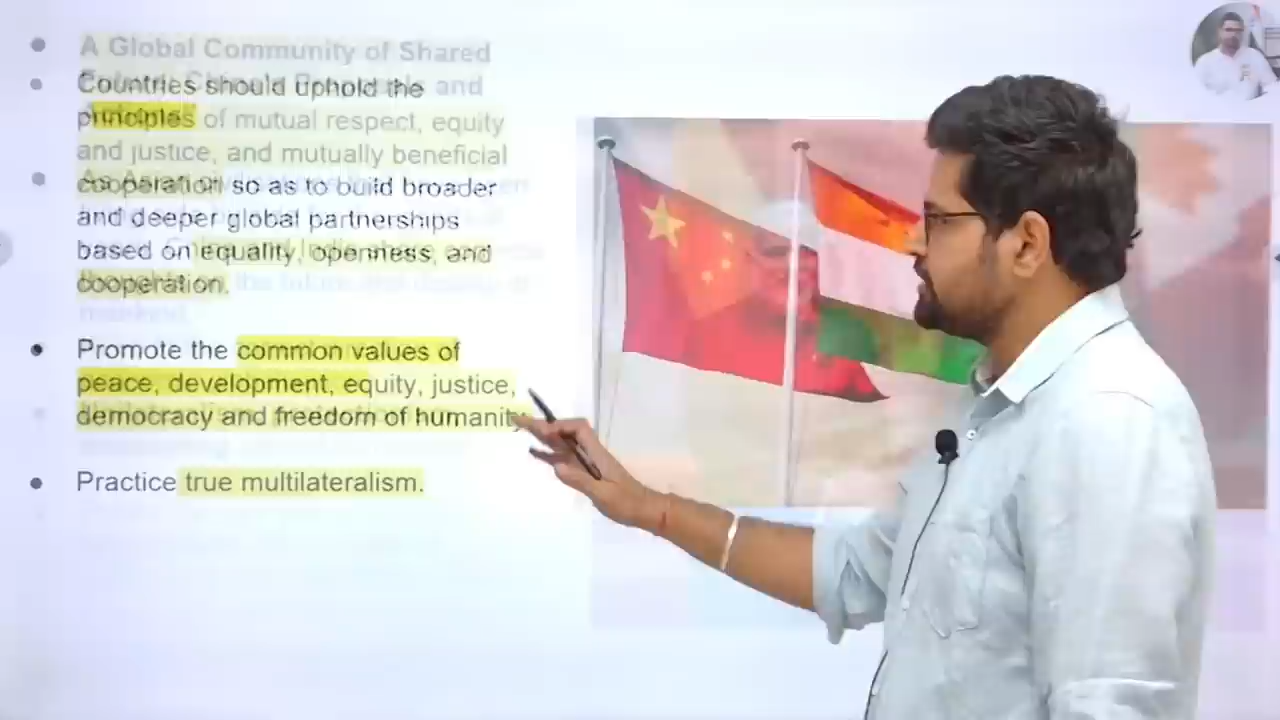 A Global Community of Shared
Countries should uphold the
and
principles of mutual respect, equity
and justice, and mutually beneficial
cooperation so as to build broader
and deeper global partnerships
based on equality, openness, and
cooperation.
Promote the common values of
peace, development, equity, justice,
democracy and freedom of humanity
Practice true multilateralism.